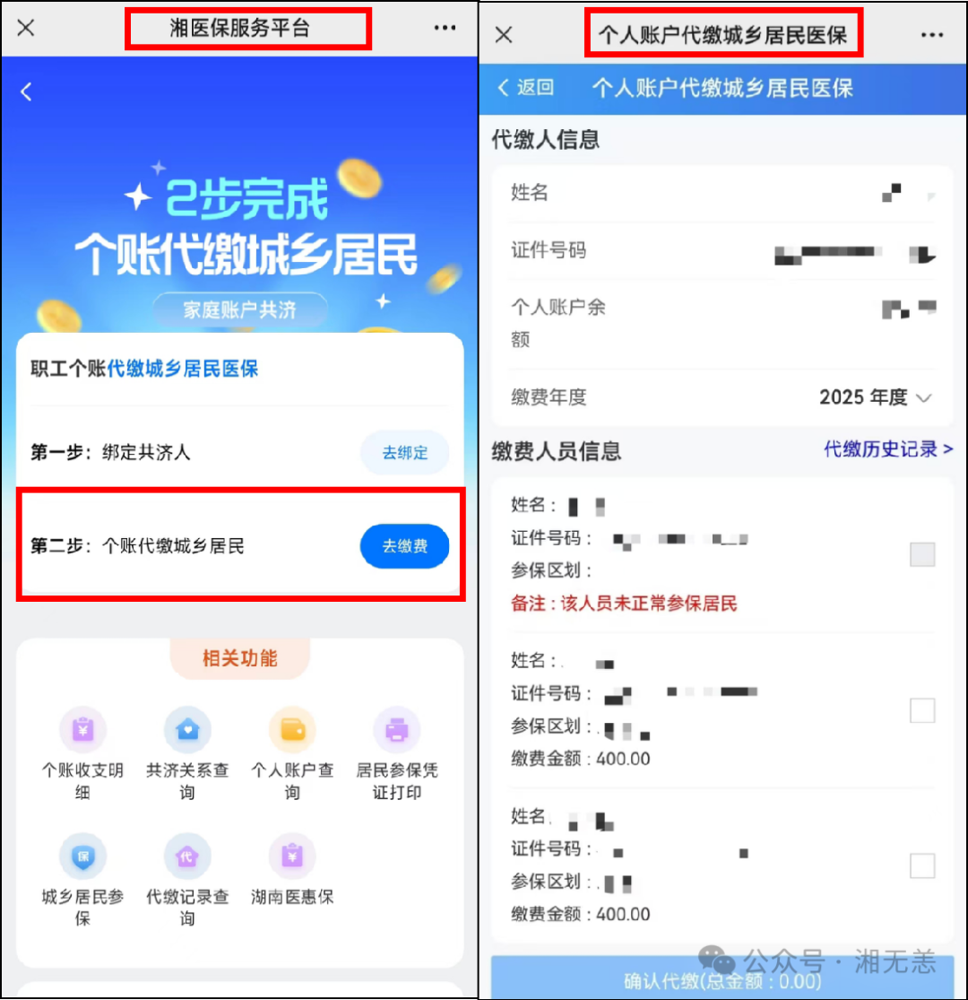 湘医保服务平台
2步完成
个账代缴城乡居民
家庭账户共济
职工个账代缴城乡居民医保
第一步：绑定共济人
去绑定
第二步：个账代缴城乡居民
去缴费
相关功能
个账收支明
细
共济关系查
询
个人账户查
询
居民参保凭
证打印
保
城乡居民参
保
代
代缴记录查
询
湖南医惠保
个人账户代缴城乡居民医保
返回
个人账户代缴城乡居民医保
代缴人信息
姓名
证件号码
个人账户余
额
缴费年度
2025 年度
缴费人员信息
代缴历史记录 >
姓名：
证件号码：
参保区划：
备注：该人员未正常参保居民
姓名：
证件号码：
参保区划：
缴费金额：400.00
姓名
证件号码：
参保区划：
缴费金额：400.00
公众号 · 湘无恙
确认代缴(总金额：0.00)